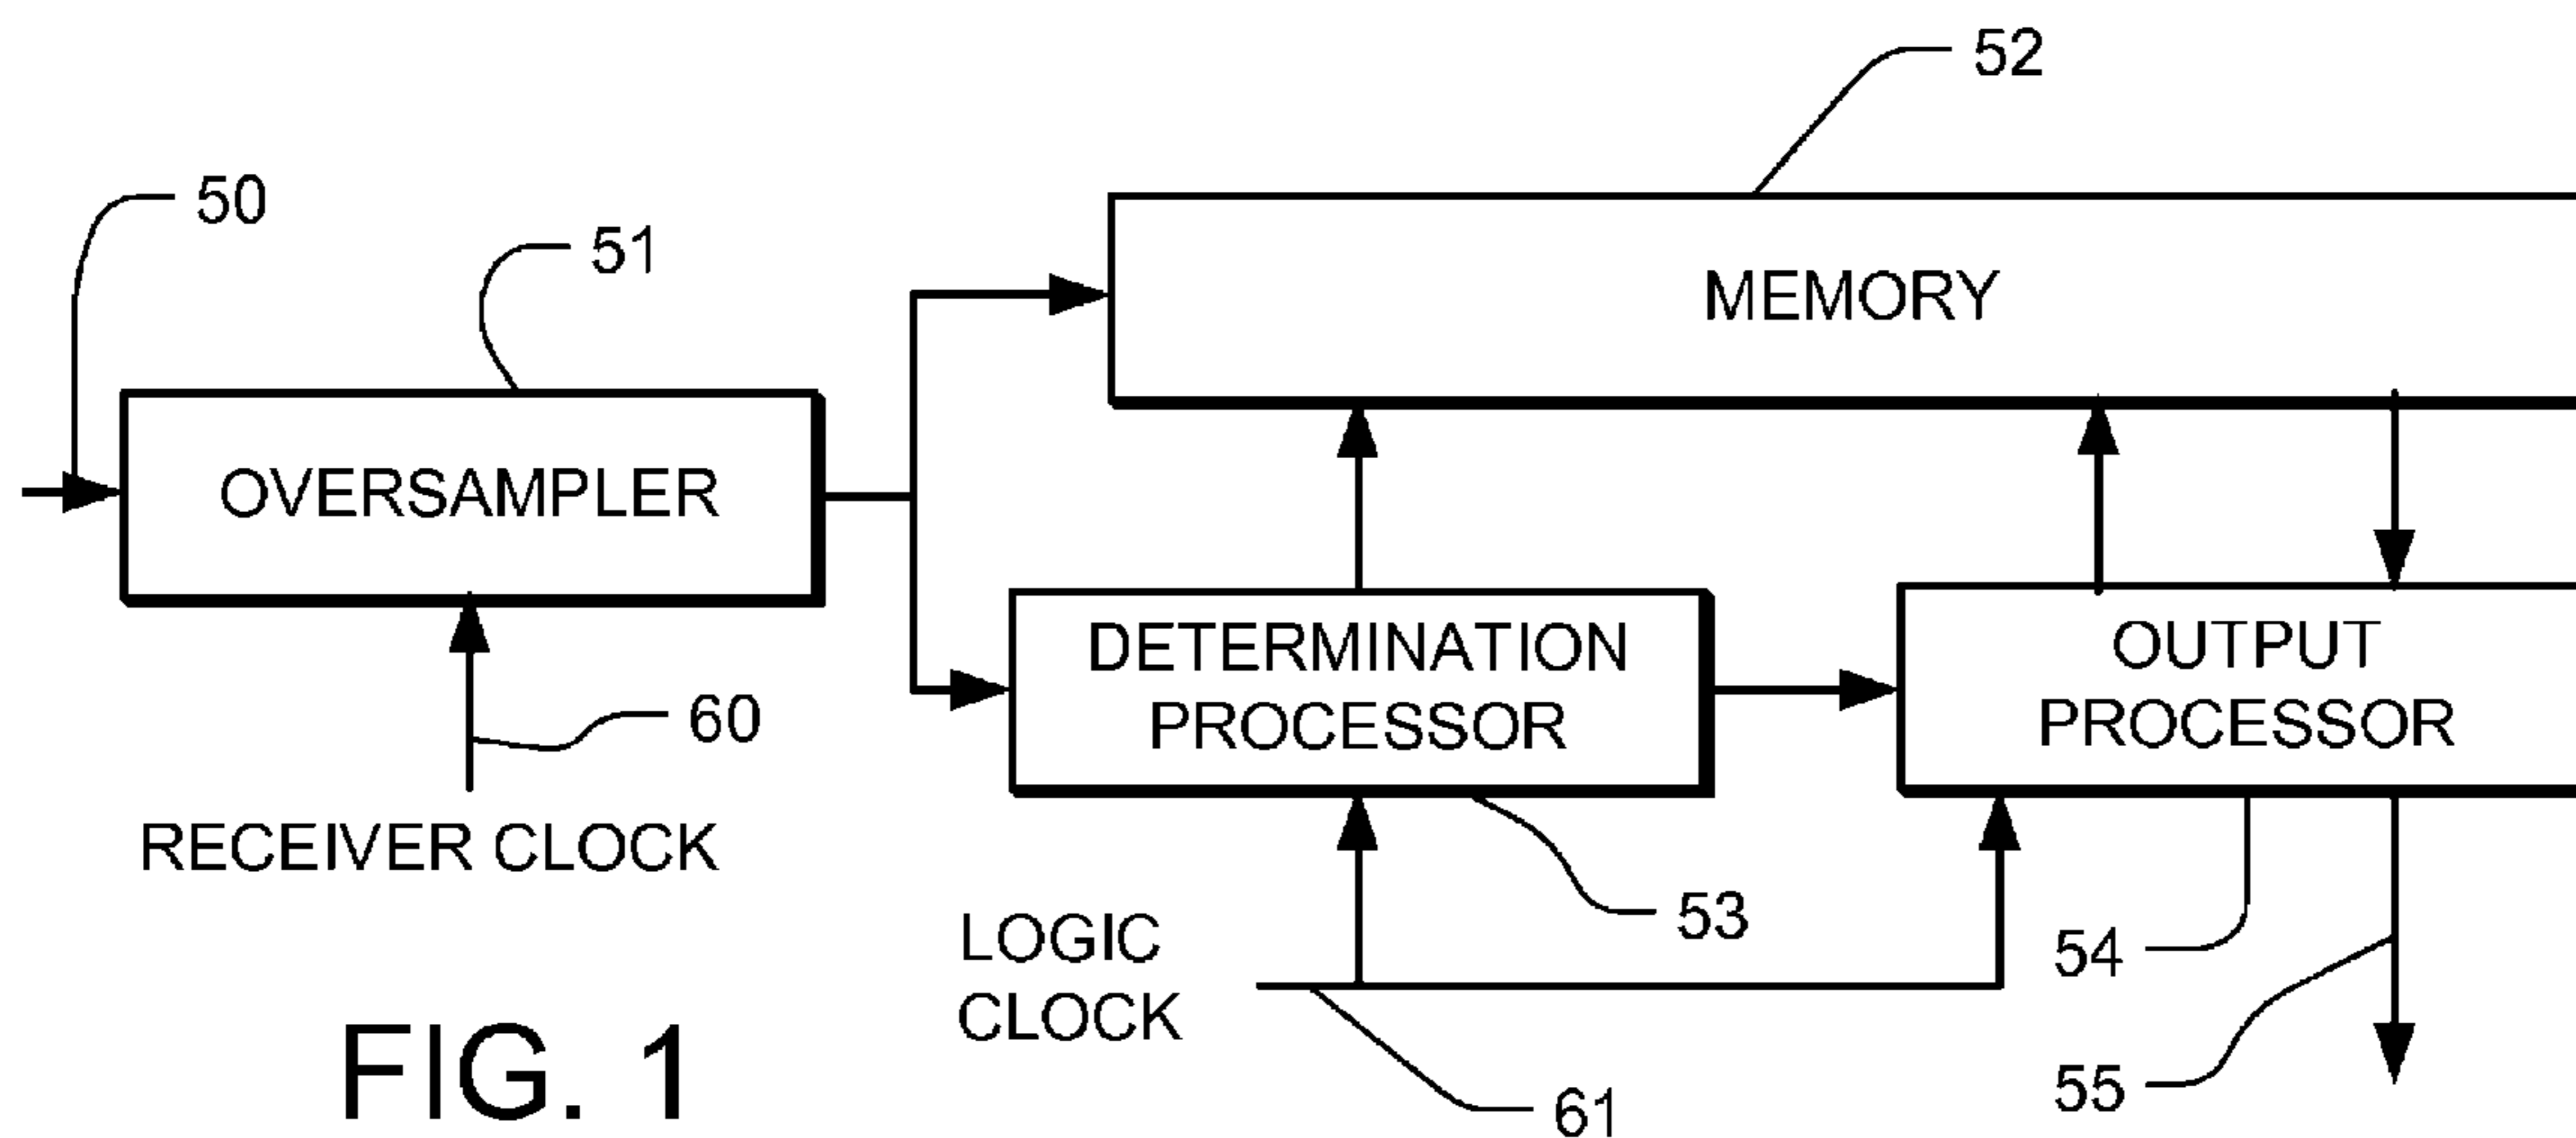 52
50
51
MEMORY
OVERSAMPLER
DETERMINATION
PROCESSOR
OUTPUT
PROCESSOR
60
RECEIVER CLOCK
53
LOGIC
CLOCK
54
FIG. 1
61
55